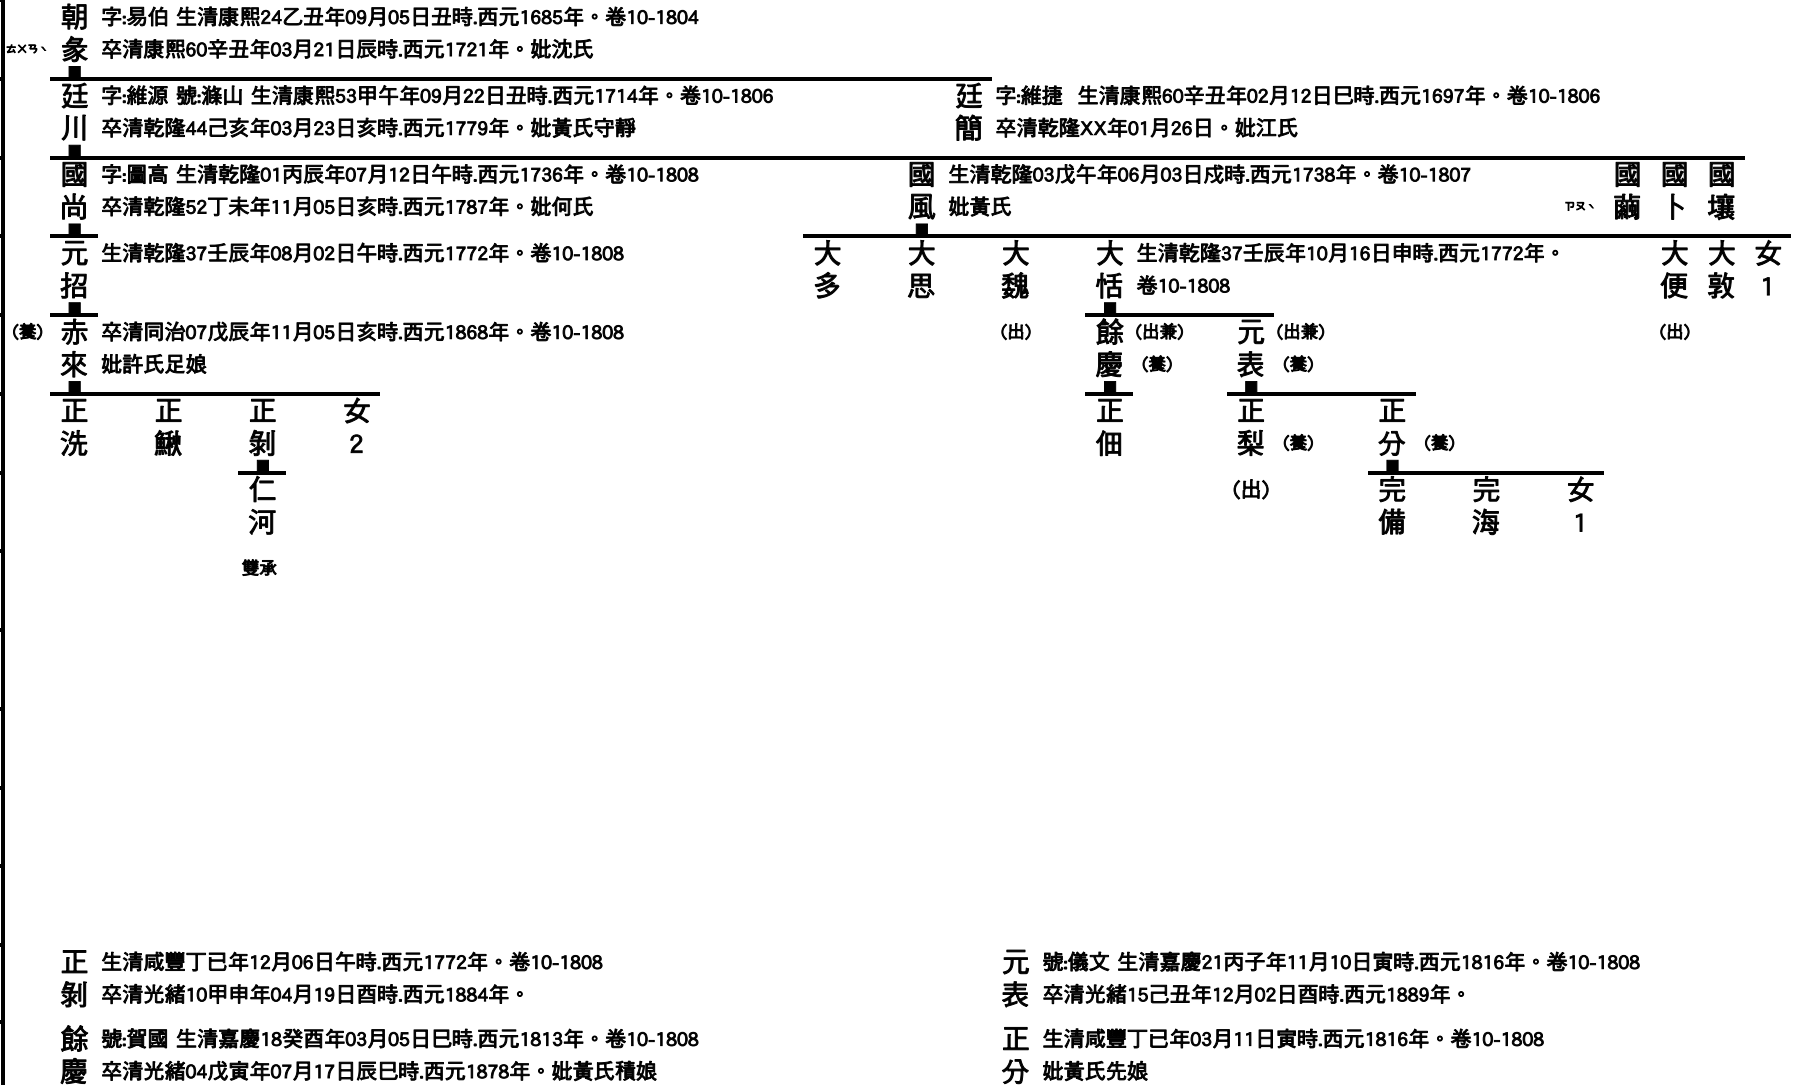 朝彖 字:易伯 生清康熙24乙丑年09月05日丑時.西元1685年。卷10-1804
ㄊㄨㄢˋ 卒清康熙60辛丑年03月21日辰時.西元1721年。妣沈氏
廷川 字:維源 號:滌山 生清康熙53甲午年09月22日丑時.西元1714年。卷10-1806
卒清乾隆44己亥年03月23日亥時.西元1779年。妣黃氏守靜
廷簡 字:維捷 生清康熙60辛丑年02月12日巳時.西元1697年。卷10-1806
卒清乾隆XX年01月26日。妣江氏
國尚 字:圖高 生清乾隆01丙辰年07月12日午時.西元1736年。卷10-1808
卒清乾隆52丁未年11月05日亥時.西元1787年。妣何氏
國風 生清乾隆03戊午年06月03日戍時.西元1738年。卷10-1807
妣黃氏
ㄗㄡˋ 國繭
國卜
國壤
元招 生清乾隆37壬辰年08月02日午時.西元1772年。卷10-1808
大多
大思
大魏 (出)
大恬 生清乾隆37壬辰年10月16日申時.西元1772年。
卷10-1808
大便 (出)
大敦
女1
(養) 赤來 卒清同治07戊辰年11月05日亥時.西元1868年。卷10-1808
妣許氏足娘
餘慶 (出兼) (養)
元表 (出兼) (養)
正洗
正鰍
正剝
女2
正佃
正梨 (養) (出)
正分 (養)
仁河 雙承
完備
完海
女1
正剝 生清咸豐丁已年12月06日午時.西元1772年。卷10-1808
卒清光緒10甲申年04月19日酉時.西元1884年。
元表 號:儀文 生清嘉慶21丙子年11月10日寅時.西元1816年。卷10-1808
卒清光緒15己丑年12月02日酉時.西元1889年。
餘慶 號:賀國 生清嘉慶18癸酉年03月05日巳時.西元1813年。卷10-1808
卒清光緒04戊寅年07月17日辰巳時.西元1878年。妣黃氏積娘
正分 生清咸豐丁已年03月11日寅時.西元1816年。卷10-1808
妣黃氏先娘